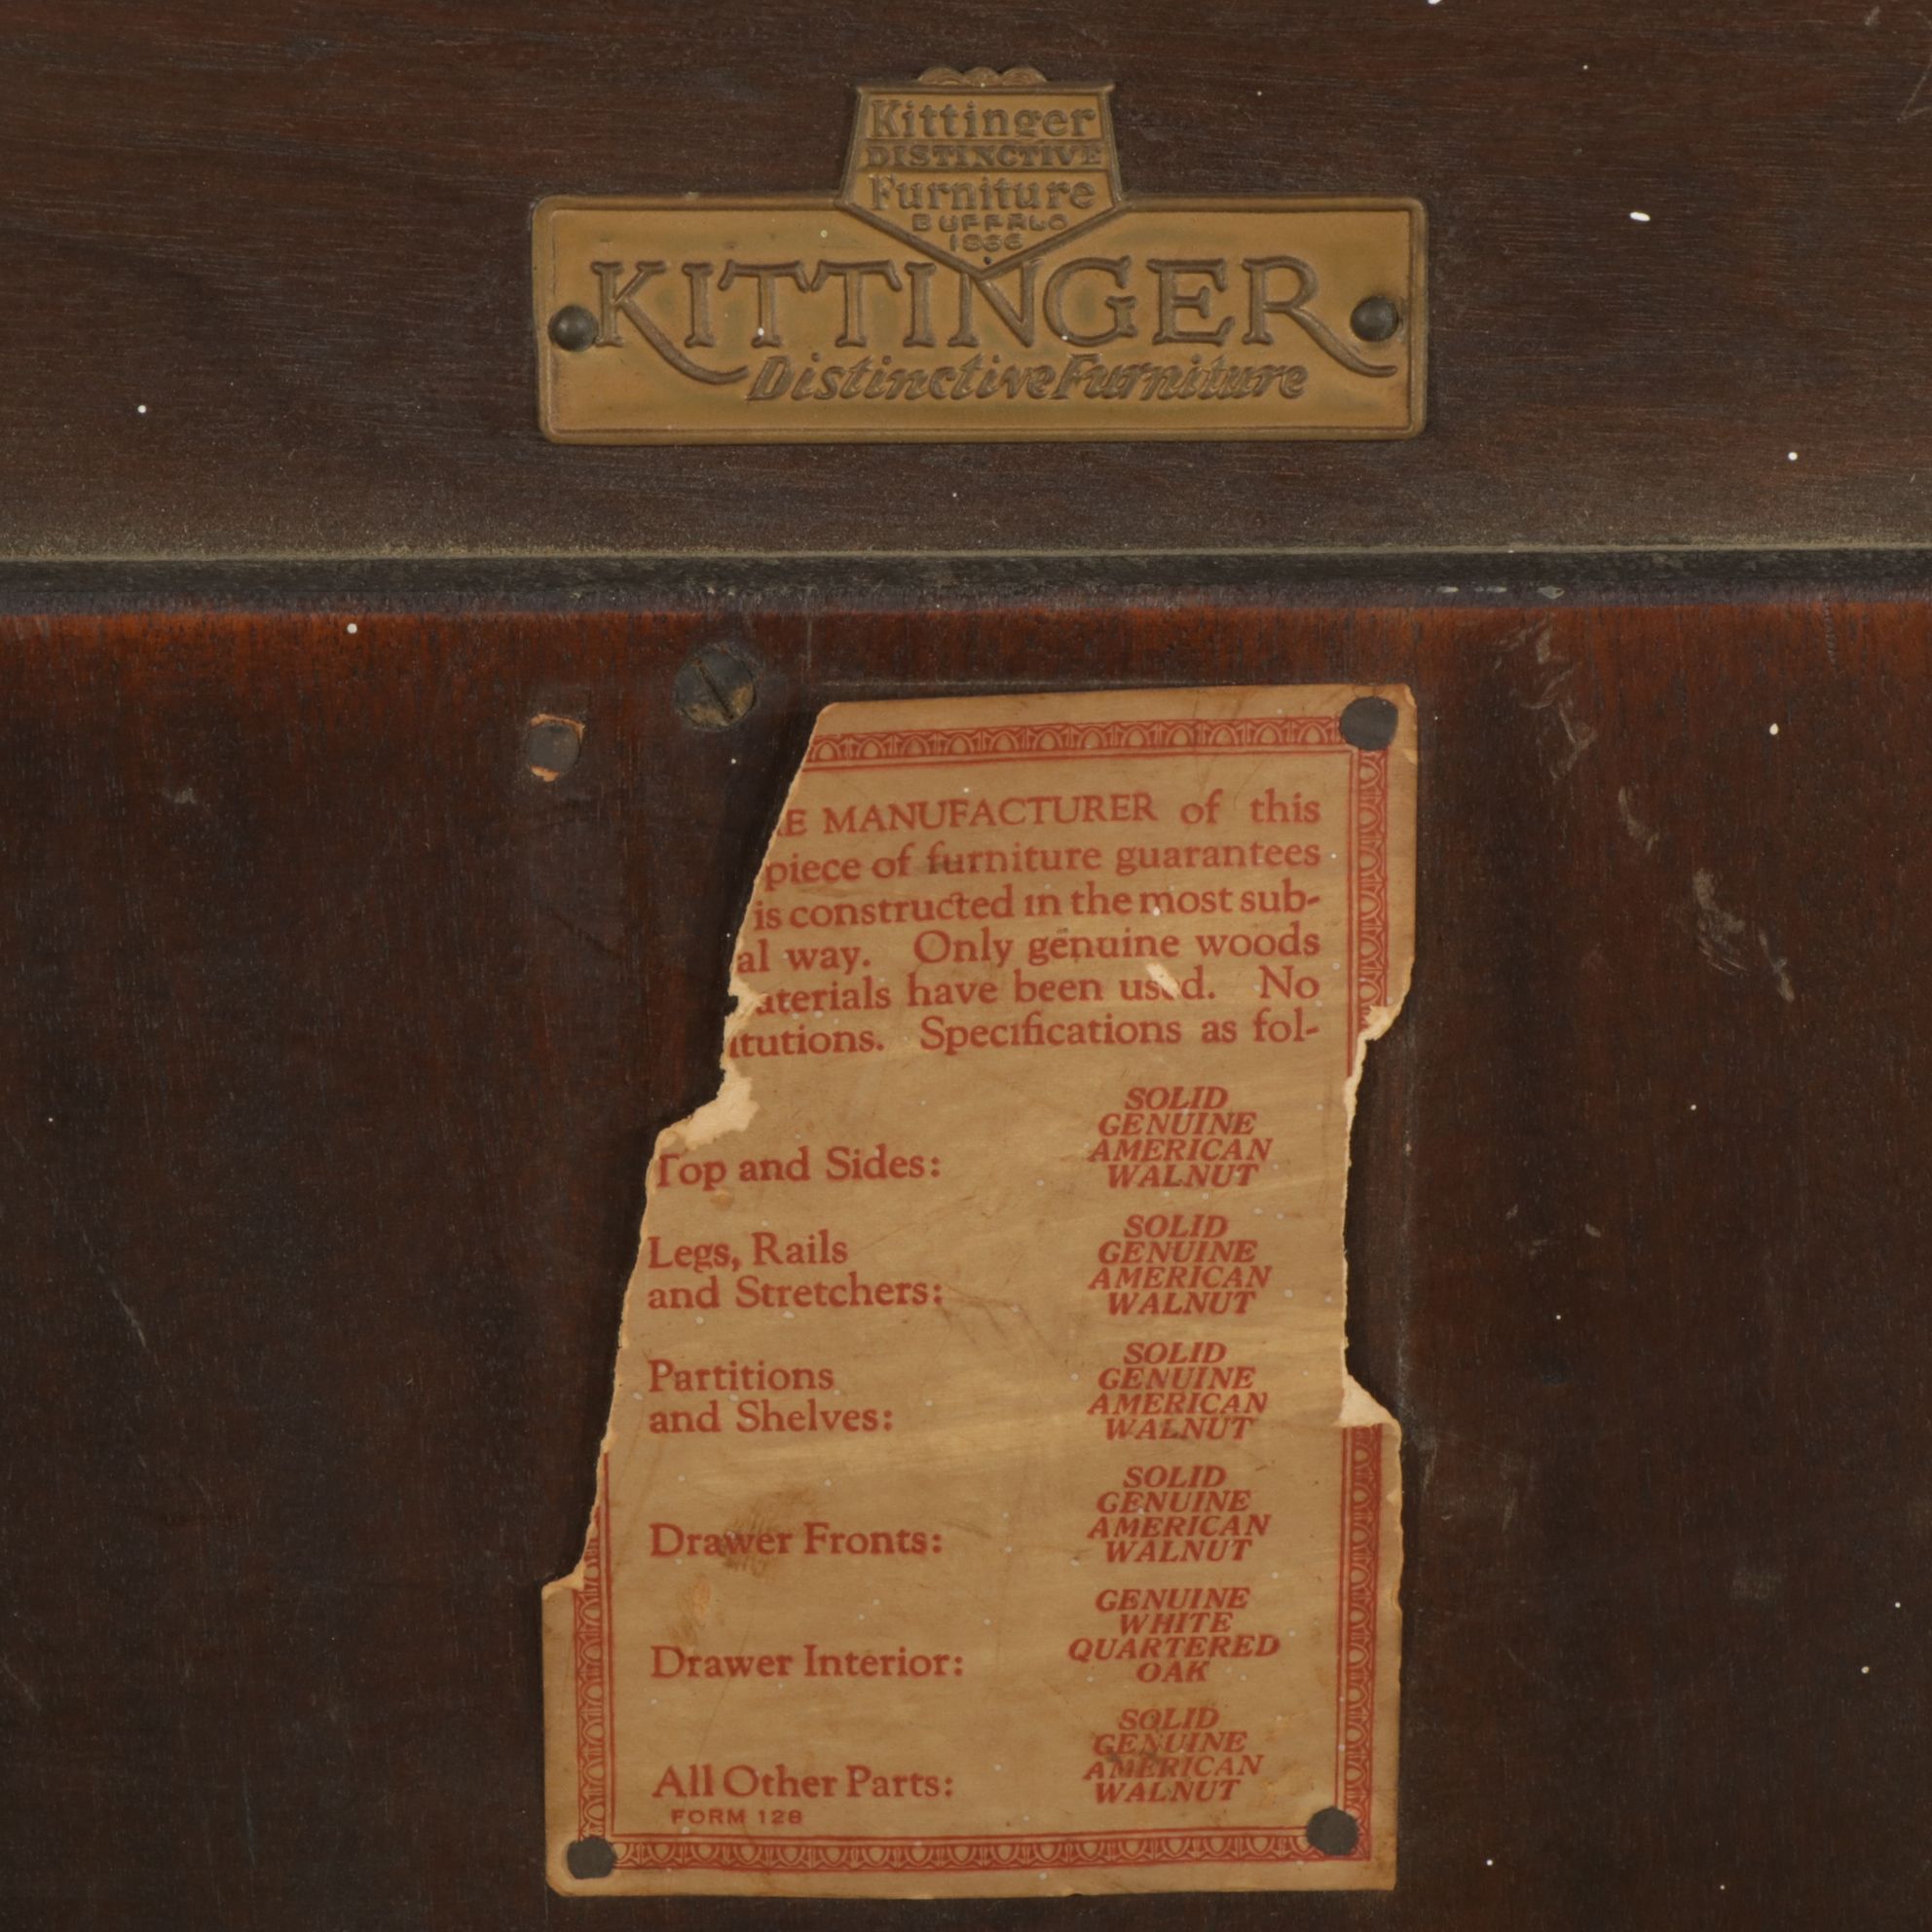 Kittinger
DISTINCTIVE
Furniture
BUFFALO
1866
KITTINGER
Distinctive Furniture
E MANUFACTURER of this
piece of furniture guarantees
is constructed in the most sub-
al way. Only genuine woods
aterials have been used. No
itutions. Specifications as fol-
Top and Sides:
SOLID
GENUINE
AMERICAN
WALNUT
Legs, Rails
and Stretchers:
SOLID
GENUINE
AMERICAN
WALNUT
Partitions
and Shelves:
SOLID
GENUINE
AMERICAN
WALNUT
Drawer Fronts:
SOLID
GENUINE
AMERICAN
WALNUT
Drawer Interior:
GENUINE
WHITE
QUARTERED
OAK
All Other Parts:
SOLID
GENUINE
AMERICAN
WALNUT
FORM 128